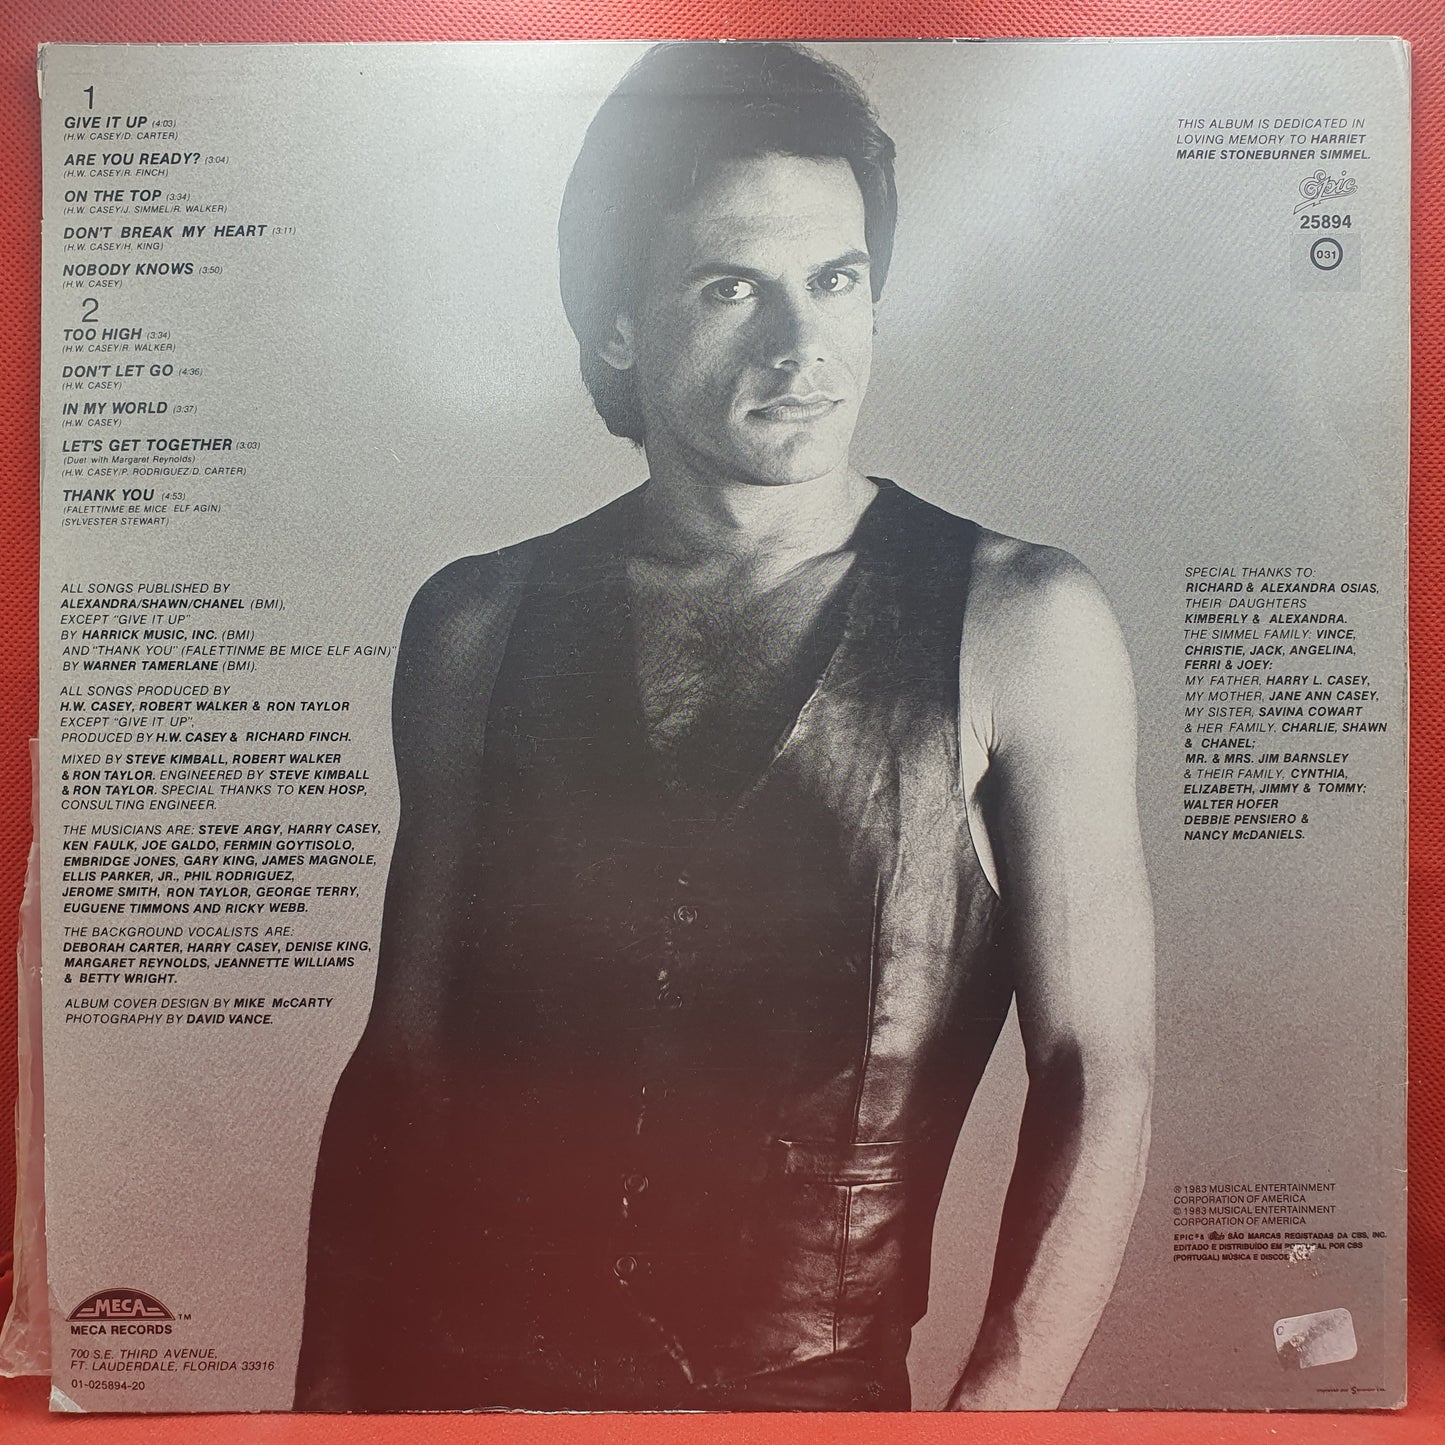 1
GIVE IT UP (4:03)
(H.W. CASEY/D. CARTER)
ARE YOU READY? (3:04)
(H.W. CASEY/R. FINCH)
ON THE TOP (3:34)
(H.W. CASEY/J. SIMMEL/R. WALKER)
DON'T BREAK MY HEART (3:11)
(H.W. CASEY/H. KING)
NOBODY KNOWS (3:50)
(H.W. CASEY)
2
TOO HIGH (3:34)
(H.W. CASEY/R. WALKER)
DON'T LET GO (4:36)
(H.W. CASEY)
IN MY WORLD (3:37)
(H.W. CASEY)
LET'S GET TOGETHER (3:03)
(Duet with Margaret Reynolds)
(H.W. CASEY/P. RODRIGUEZ/D. CARTER)
THANK YOU (4:53)
(FALETTINME BE MICE ELF AGIN)
(SYLVESTER STEWART)
ALL SONGS PUBLISHED BY
ALEXANDRA/SHAWN/CHANEL (BMI),
EXCEPT "GIVE IT UP"
BY HARRICK MUSIC, INC. (BMI)
AND "THANK YOU" (FALETTINME BE MICE ELF AGIN)"
BY WARNER TAMERLANE (BMI).
ALL SONGS PRODUCED BY
H.W. CASEY, ROBERT WALKER & RON TAYLOR
EXCEPT "GIVE IT UP",
PRODUCED BY H.W. CASEY & RICHARD FINCH.
MIXED BY STEVE KIMBALL, ROBERT WALKER
& RON TAYLOR. ENGINEERED BY STEVE KIMBALL
& RON TAYLOR. SPECIAL THANKS TO KEN HOSP,
CONSULTING ENGINEER.
THE MUSICIANS ARE: STEVE ARGY, HARRY CASEY,
KEN FAULK, JOE GALDO, FERMIN GOYTISOLO,
EMBRIDGE JONES, GARY KING, JAMES MAGNOLE,
ELLIS PARKER, JR., PHIL RODRIGUEZ,
JEROME SMITH, RON TAYLOR, GEORGE TERRY,
EUGUENE TIMMONS AND RICKY WEBB.
THE BACKGROUND VOCALISTS ARE:
DEBORAH CARTER, HARRY CASEY, DENISE KING,
MARGARET REYNOLDS, JEANNETTE WILLIAMS
& BETTY WRIGHT.
ALBUM COVER DESIGN BY MIKE McCARTY
PHOTOGRAPHY BY DAVID VANCE.
MECA TM
MECA RECORDS
700 S.E. THIRD AVENUE,
FT. LAUDERDALE, FLORIDA 33316
01-025894-20
THIS ALBUM IS DEDICATED IN
LOVING MEMORY TO HARRIET
MARIE STONEBURNER SIMMEL.
Epic
25894
031
SPECIAL THANKS TO:
RICHARD & ALEXANDRA OSIAS,
THEIR DAUGHTERS
KIMBERLY & ALEXANDRA.
THE SIMMEL FAMILY: VINCE,
CHRISTIE, JACK, ANGELINA,
FERRI & JOEY;
MY FATHER, HARRY L. CASEY,
MY MOTHER, JANE ANN CASEY,
MY SISTER, SAVINA COWART
& HER FAMILY, CHARLIE, SHAWN
& CHANEL;
MR. & MRS. JIM BARNSLEY
& THEIR FAMILY, CYNTHIA,
ELIZABETH, JIMMY & TOMMY;
WALTER HOFER
DEBBIE PENSIERO &
NANCY McDANIELS.
℗ 1983 MUSICAL ENTERTAINMENT
CORPORATION OF AMERICA
© 1983 MUSICAL ENTERTAINMENT
CORPORATION OF AMERICA
EPIC® & Epic SÃO MARCAS REGISTADAS DA CBS, INC.
EDITADO E DISTRIBUÍDO EM PORTUGAL POR CBS
(PORTUGAL) MÚSICA E